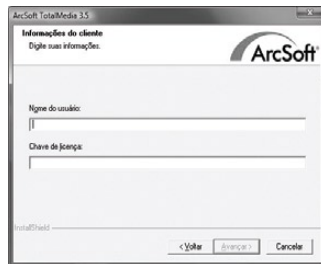 ArcSoft TotalMedia 3.5
Informações do cliente
Digite suas informações.
ArcSoft
Nome do usuário:
Chave de licença:
InstallShield
< Voltar
Avançar >
Cancelar